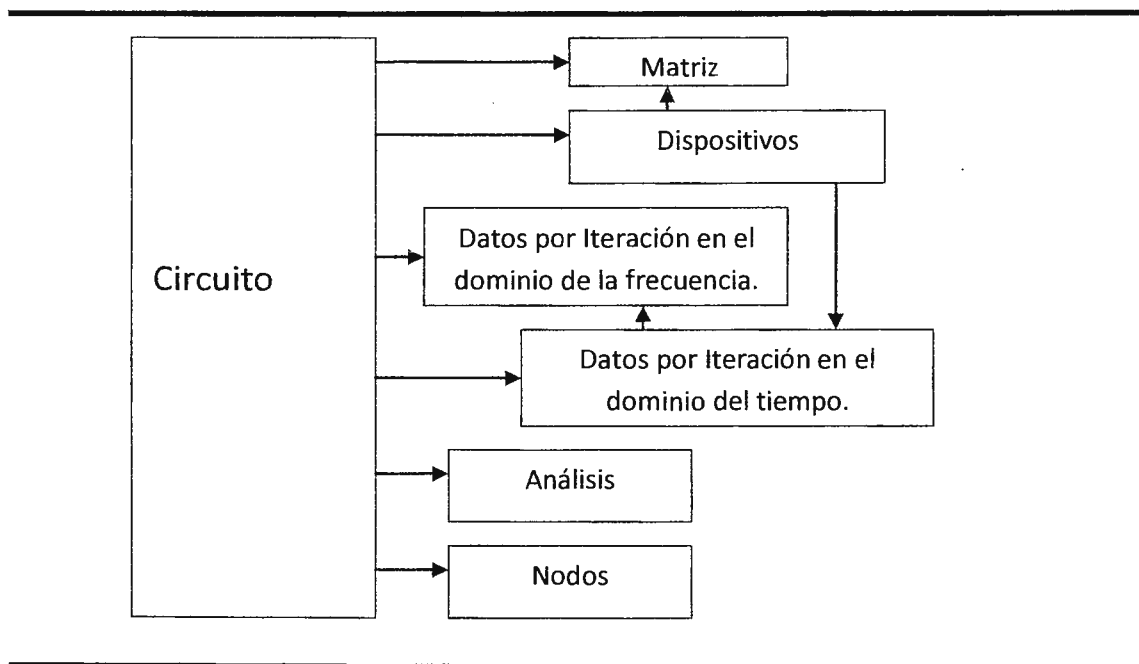 Matriz
Dispositivos
Datos por Iteración en el
dominio de la frecuencia.
Circuito
Datos por Iteración en el
dominio del tiempo.
Análisis
Nodos